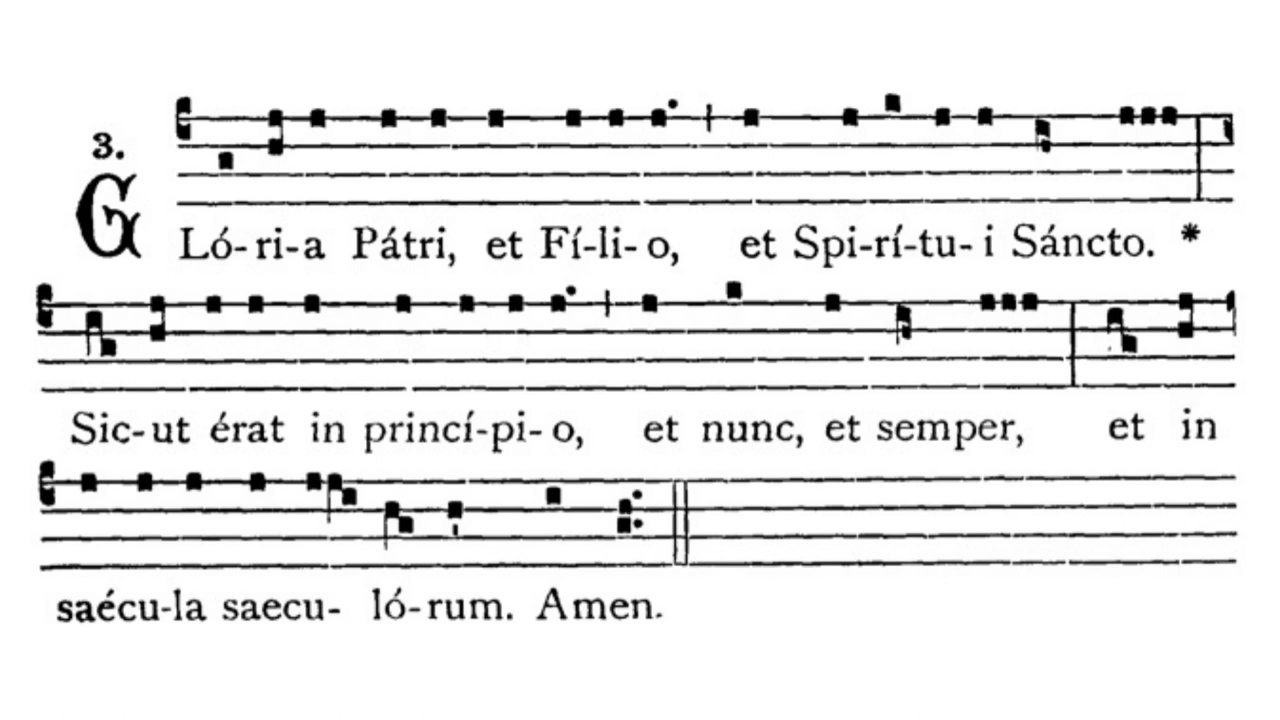 3.
GLó-ri-a Pátri, et Fí-li-o, et Spi-rí-tu-i Sáncto. *
Sic-ut érat in princí-pi-o, et nunc, et semper, et in
saécu-la saecu-ló-rum. Amen.